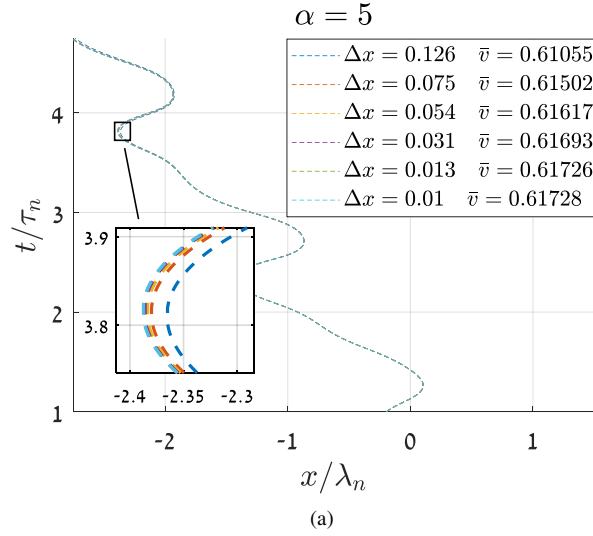 α = 5
Δx = 0.126 v̄ = 0.61055
Δx = 0.075 v̄ = 0.61502
Δx = 0.054 v̄ = 0.61617
Δx = 0.031 v̄ = 0.61693
Δx = 0.013 v̄ = 0.61726
Δx = 0.01 v̄ = 0.61728
t/τₙ
4
3
2
1
3.9
3.8
-2.4 -2.35 -2.3
-2 -1 0 1
x/λₙ
(a)